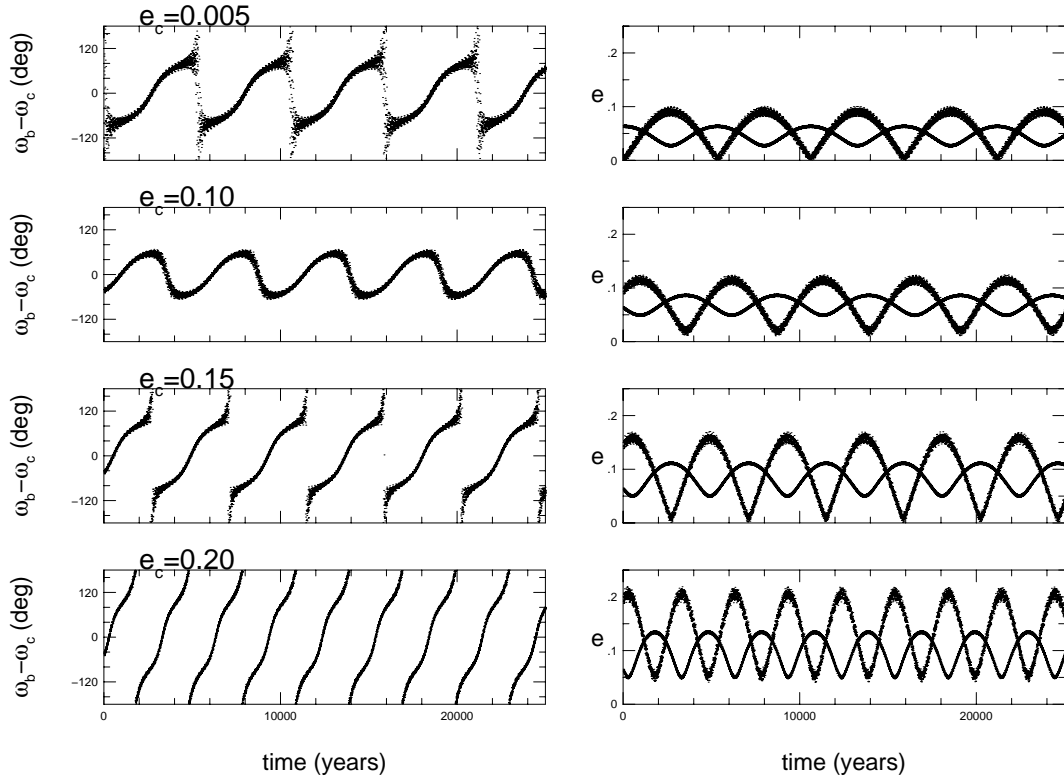 e_c=0.005
ω_b−ω_c (deg)
120
0
−120
e
.2
.1
0
e_c=0.10
ω_b−ω_c (deg)
120
0
−120
e
.2
.1
0
e_c=0.15
ω_b−ω_c (deg)
120
0
−120
e
.2
.1
0
e_c=0.20
ω_b−ω_c (deg)
120
0
−120
e
.2
.1
0
0 10000 20000
0 10000 20000
time (years)
time (years)